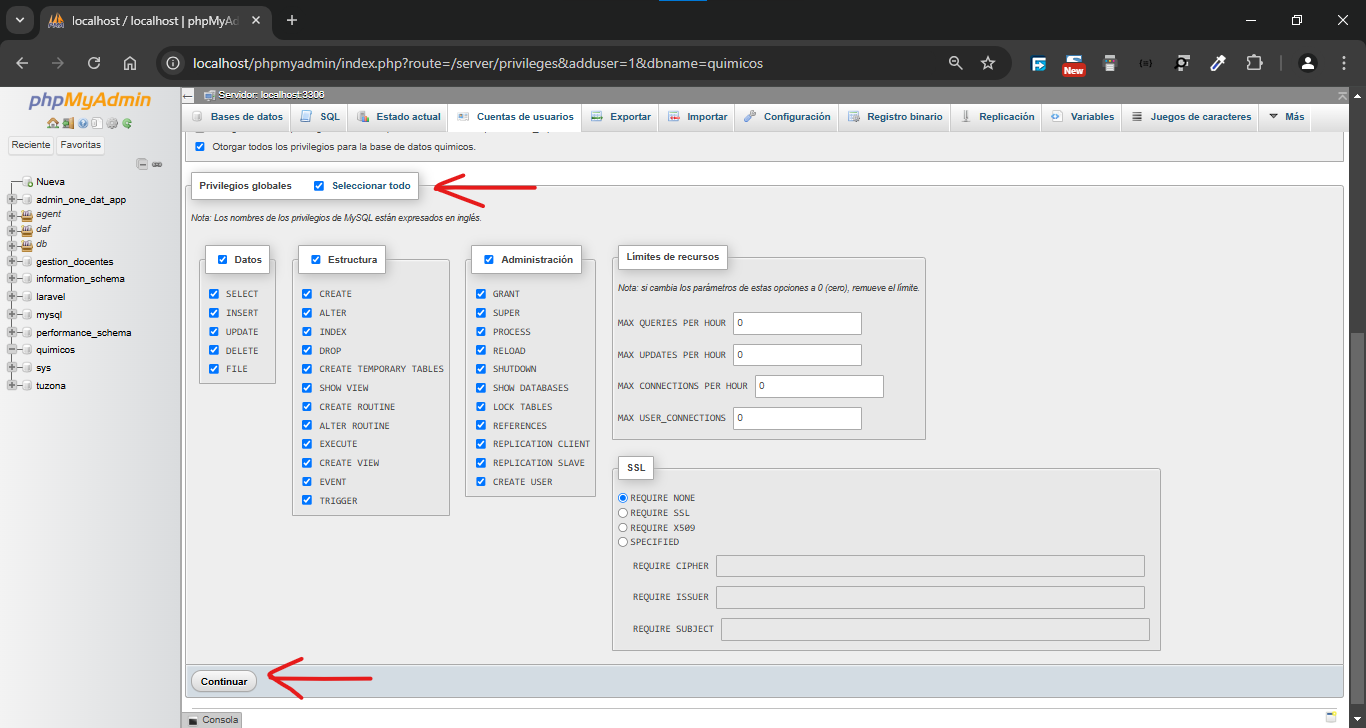 localhost / localhost | phpMyAd
localhost/phpmyadmin/index.php?route=/server/privileges&adduser=1&dbname=quimicos
New
phpMyAdmin
Reciente Favoritas
Nueva
admin_one_dat_app
agent
daf
db
gestion_docentes
information_schema
laravel
mysql
performance_schema
quimicos
sys
tuzona
Servidor: localhost:3306
Bases de datos SQL Estado actual Cuentas de usuarios Exportar Importar Configuración Registro binario Replicación Variables Juegos de caracteres Más
Otorgar todos los privilegios para la base de datos quimicos.
Privilegios globales Seleccionar todo
Nota: Los nombres de los privilegios de MySQL están expresados en inglés.
Datos
SELECT
INSERT
UPDATE
DELETE
FILE
Estructura
CREATE
ALTER
INDEX
DROP
CREATE TEMPORARY TABLES
SHOW VIEW
CREATE ROUTINE
ALTER ROUTINE
EXECUTE
CREATE VIEW
EVENT
TRIGGER
Administración
GRANT
SUPER
PROCESS
RELOAD
SHUTDOWN
SHOW DATABASES
LOCK TABLES
REFERENCES
REPLICATION CLIENT
REPLICATION SLAVE
CREATE USER
Límites de recursos
Nota: si cambia los parámetros de estas opciones a 0 (cero), remueve el límite.
MAX QUERIES PER HOUR 0
MAX UPDATES PER HOUR 0
MAX CONNECTIONS PER HOUR 0
MAX USER_CONNECTIONS 0
SSL
REQUIRE NONE
REQUIRE SSL
REQUIRE X509
SPECIFIED
REQUIRE CIPHER
REQUIRE ISSUER
REQUIRE SUBJECT
Continuar
Consola